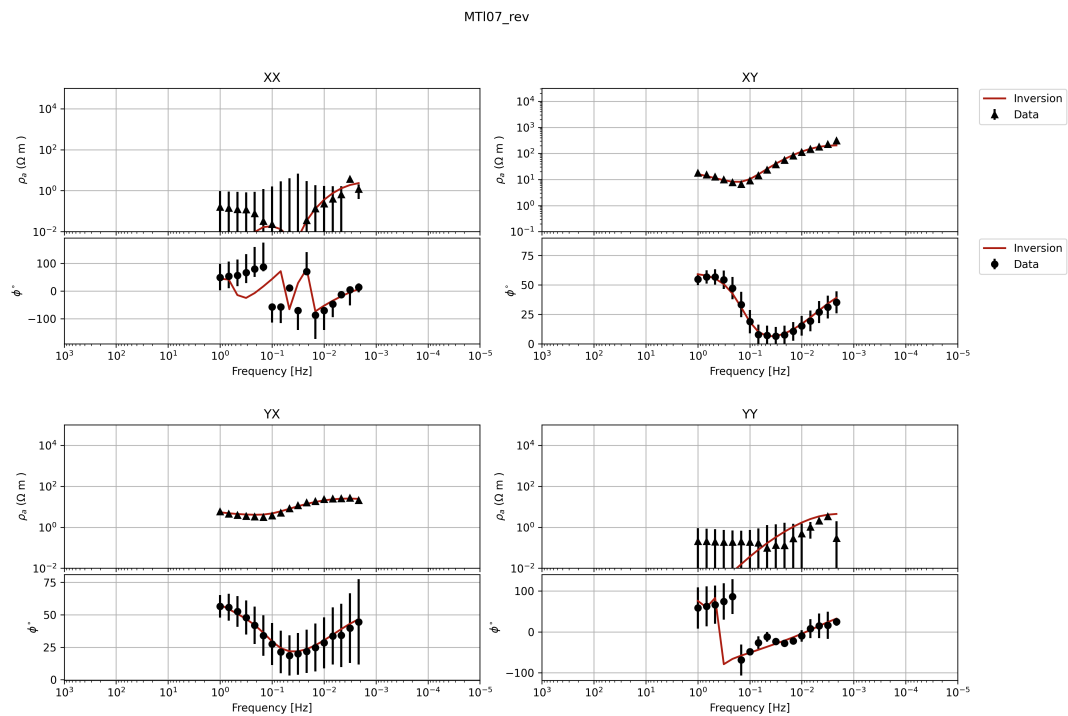 MTl07_rev
XX
XY
Inversion
Data
10⁴
10²
10⁰
10⁻²
ρₐ (Ω m )
10⁴
10³
10²
10¹
10⁰
10⁻¹
ρₐ (Ω m )
Inversion
Data
100
0
−100
ϕ°
75
50
25
0
ϕ°
10³ 10² 10¹ 10⁰ 10⁻¹ 10⁻² 10⁻³ 10⁻⁴ 10⁻⁵
Frequency [Hz]
10³ 10² 10¹ 10⁰ 10⁻¹ 10⁻² 10⁻³ 10⁻⁴ 10⁻⁵
Frequency [Hz]
YX
YY
10⁴
10²
10⁰
10⁻²
ρₐ (Ω m )
10⁴
10²
10⁰
10⁻²
ρₐ (Ω m )
75
50
25
0
ϕ°
100
0
−100
ϕ°
10³ 10² 10¹ 10⁰ 10⁻¹ 10⁻² 10⁻³ 10⁻⁴ 10⁻⁵
Frequency [Hz]
10³ 10² 10¹ 10⁰ 10⁻¹ 10⁻² 10⁻³ 10⁻⁴ 10⁻⁵
Frequency [Hz]